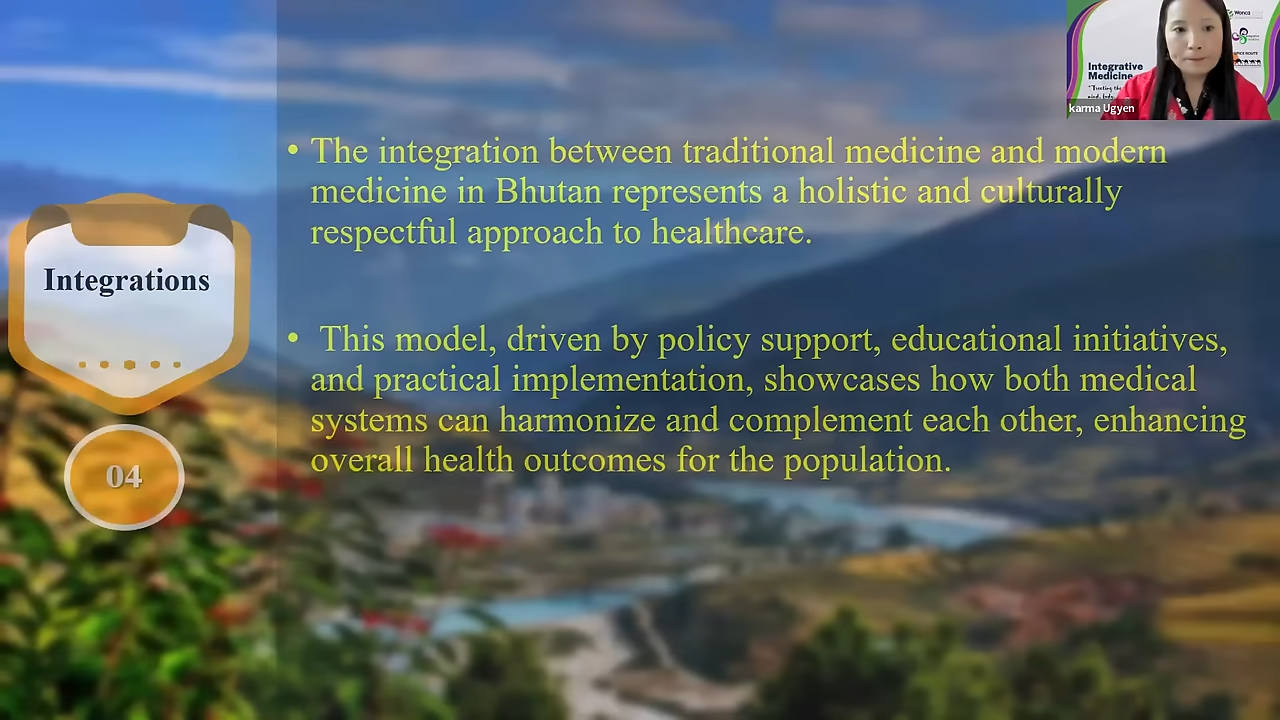 Wonca
Integrative
Medicine
karma Ugyen
• The integration between traditional medicine and modern
medicine in Bhutan represents a holistic and culturally
respectful approach to healthcare.
Integrations
• This model, driven by policy support, educational initiatives,
and practical implementation, showcases how both medical
systems can harmonize and complement each other, enhancing
overall health outcomes for the population.
04